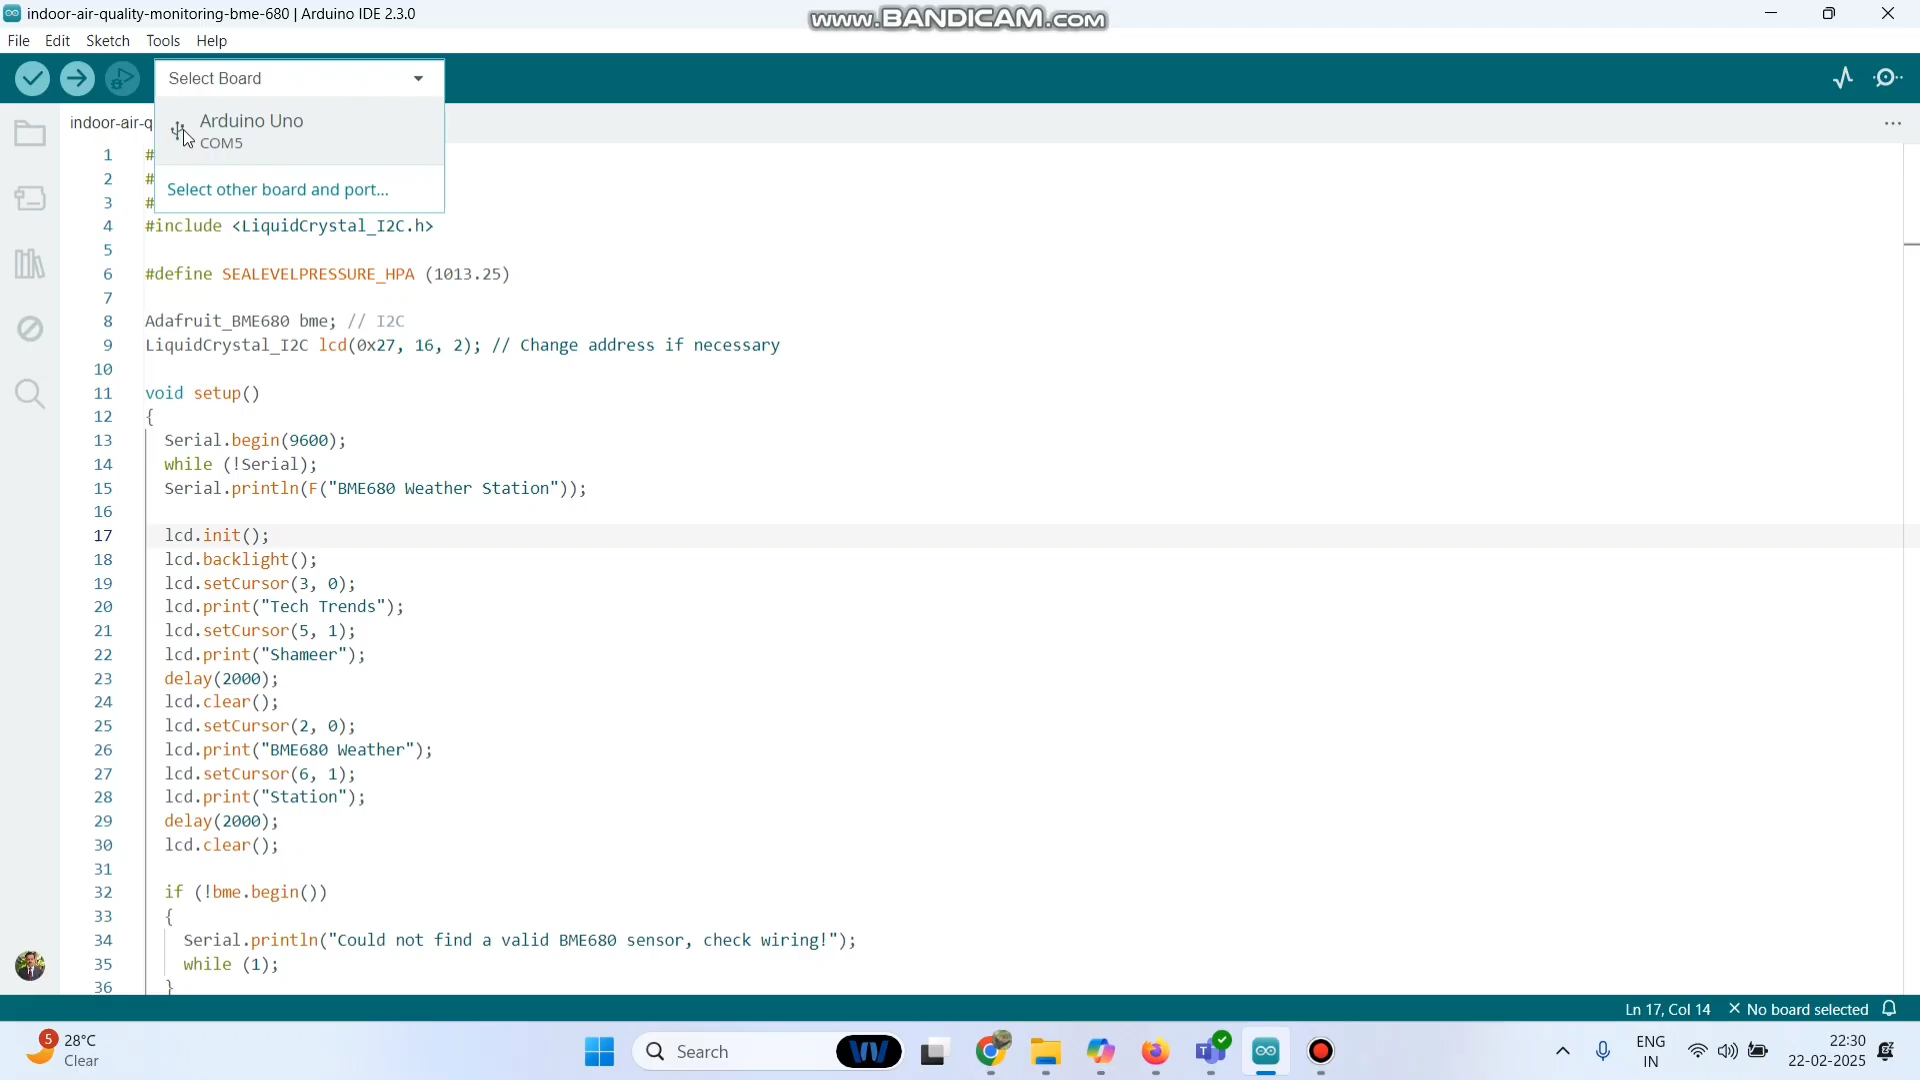 indoor-air-quality-monitoring-bme-680 | Arduino IDE 2.3.0
www.BANDICAM.com
File Edit Sketch Tools Help
Select Board
indoor-air-q
Arduino Uno
COM5
Select other board and port...
1 #
2 #
3 #
4 #include <LiquidCrystal_I2C.h>
5
6 #define SEALEVELPRESSURE_HPA (1013.25)
7
8 Adafruit_BME680 bme; // I2C
9 LiquidCrystal_I2C lcd(0x27, 16, 2); // Change address if necessary
10
11 void setup()
12 {
13 Serial.begin(9600);
14 while (!Serial);
15 Serial.println(F("BME680 Weather Station"));
16
17 lcd.init();
18 lcd.backlight();
19 lcd.setCursor(3, 0);
20 lcd.print("Tech Trends");
21 lcd.setCursor(5, 1);
22 lcd.print("Shameer");
23 delay(2000);
24 lcd.clear();
25 lcd.setCursor(2, 0);
26 lcd.print("BME680 Weather");
27 lcd.setCursor(6, 1);
28 lcd.print("Station");
29 delay(2000);
30 lcd.clear();
31
32 if (!bme.begin())
33 {
34 Serial.println("Could not find a valid BME680 sensor, check wiring!");
35 while (1);
36 }
Ln 17, Col 14 × No board selected
5
28°C
Clear
Search
ENG
IN
22:30
22-02-2025